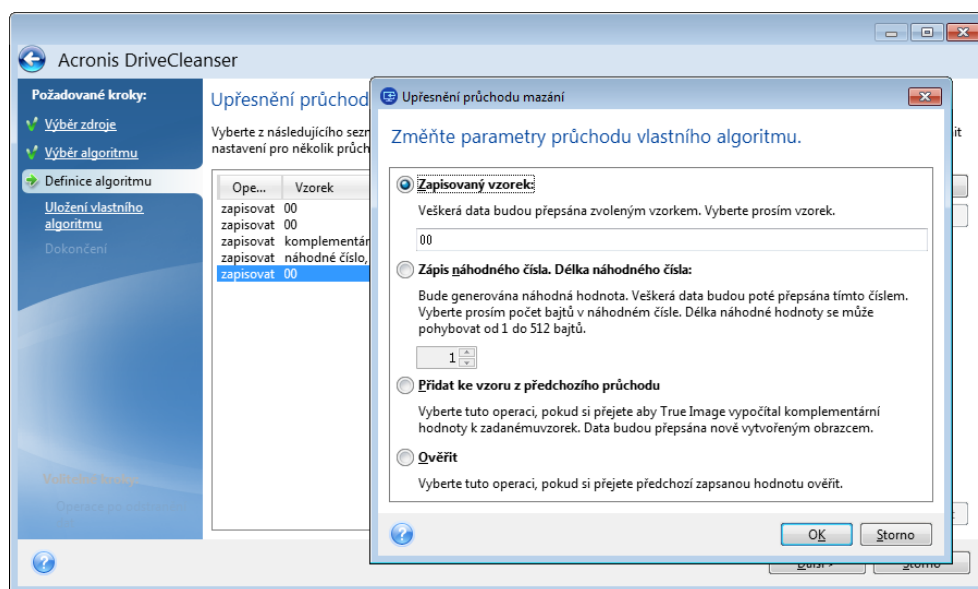 Acronis DriveCleanser
Požadované kroky:
Výběr zdroje
Výběr algoritmu
Definice algoritmu
Uložení vlastního
algoritmu
Dokončení
Upřesnění průchod
Vyberte z následujícího sezn
nastavení pro několik průch
Ope... Vzorek
zapisovat 00
zapisovat 00
zapisovat komplementár
zapisovat náhodné číslo,
zapisovat 00
Upřesnění průchodu mazání
Změňte parametry průchodu vlastního algoritmu.
Zapisovaný vzorek:
Veškerá data budou přepsána zvoleným vzorkem. Vyberte prosím vzorek.
00
Zápis náhodného čísla. Délka náhodného čísla:
Bude generována náhodná hodnota. Veškerá data budou poté přepsána tímto číslem.
Vyberte prosím počet bajtů v náhodném čísle. Délka náhodné hodnoty se může
pohybovat od 1 do 512 bajtů.
1
Přidat ke vzoru z předchozího průchodu
Vyberte tuto operaci, pokud si přejete aby True Image vypočítal komplementární
hodnoty k zadanémuvzorek. Data budou přepsána nově vytvořeným obrazcem.
Ověřit
Vyberte tuto operaci, pokud si přejete předchozí zapsanou hodnotu ověřit.
OK Storno
Další > Storno